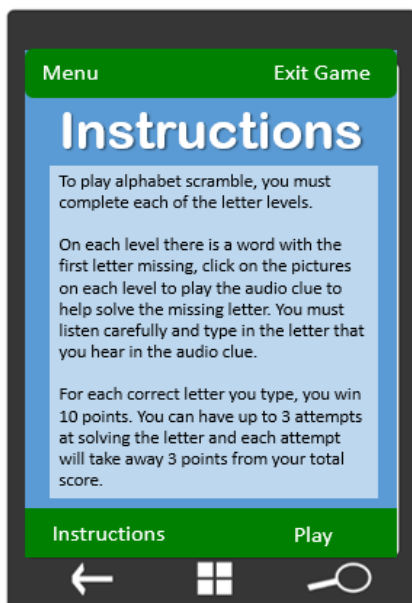 Menu Exit Game
Instructions
To play alphabet scramble, you must
complete each of the letter levels.
On each level there is a word with the
first letter missing, click on the pictures
on each level to play the audio clue to
help solve the missing letter. You must
listen carefully and type in the letter that
you hear in the audio clue.
For each correct letter you type, you win
10 points. You can have up to 3 attempts
at solving the letter and each attempt
will take away 3 points from your total
score.
Instructions Play